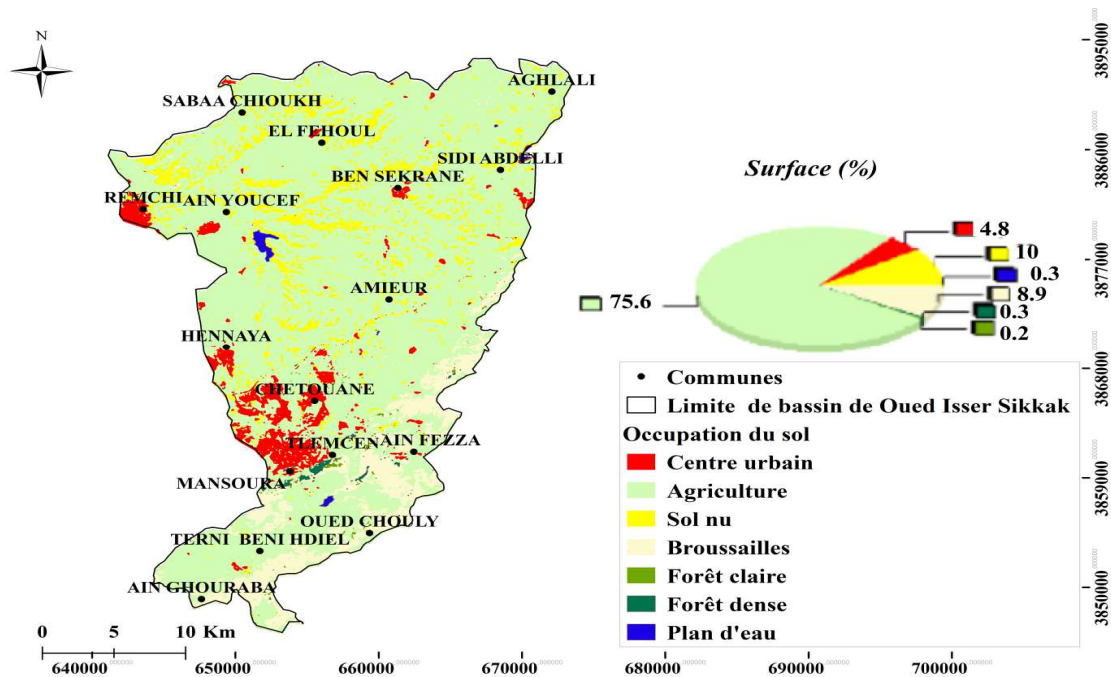 N
AGHLALI
SABAA CHIOUKH
EL FEHOUL
SIDI ABDELLI
BEN SEKRANE
REMCHI
AIN YOUCEF
AMIEUR
HENNAYA
CHETOUANE
TLEMCEN
AIN FEZZA
MANSOURA
OUED CHOULY
TERNI BENI HDIEL
AIN GHOURABA
0 5 10 Km
Surface (%)
4.8
10
0.3
8.9
0.3
0.2
75.6
Communes
Limite de bassin de Oued Isser Sikkak
Occupation du sol
Centre urbain
Agriculture
Sol nu
Broussailles
Forêt claire
Forêt dense
Plan d'eau
3895000
3886000
3877000
3868000
3859000
3850000
640000 650000 660000 670000 680000 690000 700000